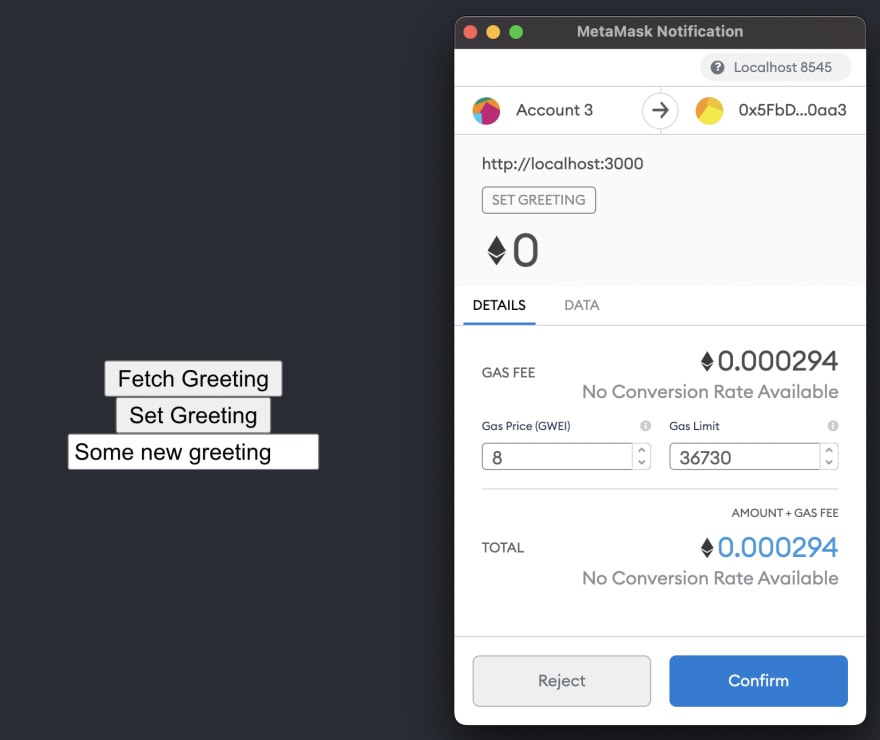 Fetch Greeting
Set Greeting
Some new greeting
MetaMask Notification
? Localhost 8545
Account 3
0x5FbD...0aa3
http://localhost:3000
SET GREETING
0
DETAILS DATA
GAS FEE
0.000294
No Conversion Rate Available
Gas Price (GWEI) i Gas Limit i
8 36730
AMOUNT + GAS FEE
TOTAL
0.000294
No Conversion Rate Available
Reject Confirm